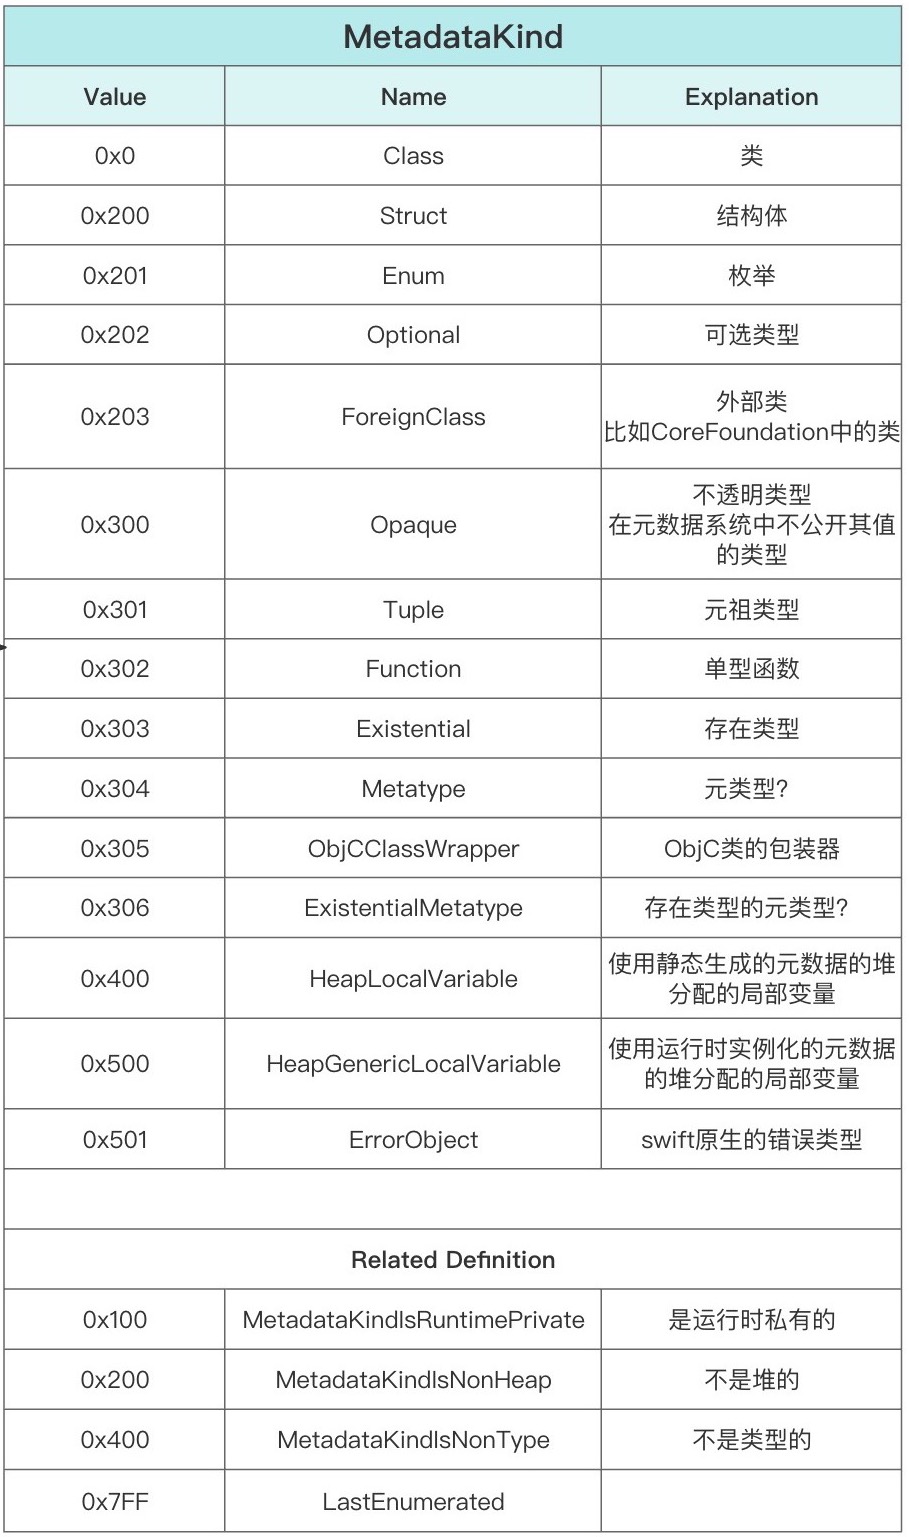 MetadataKind
Value Name Explanation
0x0 Class 类
0x200 Struct 结构体
0x201 Enum 枚举
0x202 Optional 可选类型
0x203 ForeignClass 外部类
比如CoreFoundation中的类
0x300 Opaque 不透明类型
在元数据系统中不公开其值
的类型
0x301 Tuple 元祖类型
0x302 Function 单型函数
0x303 Existential 存在类型
0x304 Metatype 元类型?
0x305 ObjCClassWrapper ObjC类的包装器
0x306 ExistentialMetatype 存在类型的元类型?
0x400 HeapLocalVariable 使用静态生成的元数据的堆
分配的局部变量
0x500 HeapGenericLocalVariable 使用运行时实例化的元数据
的堆分配的局部变量
0x501 ErrorObject swift原生的错误类型
Related Definition
0x100 MetadataKindIsRuntimePrivate 是运行时私有的
0x200 MetadataKindIsNonHeap 不是堆的
0x400 MetadataKindIsNonType 不是类型的
0x7FF LastEnumerated